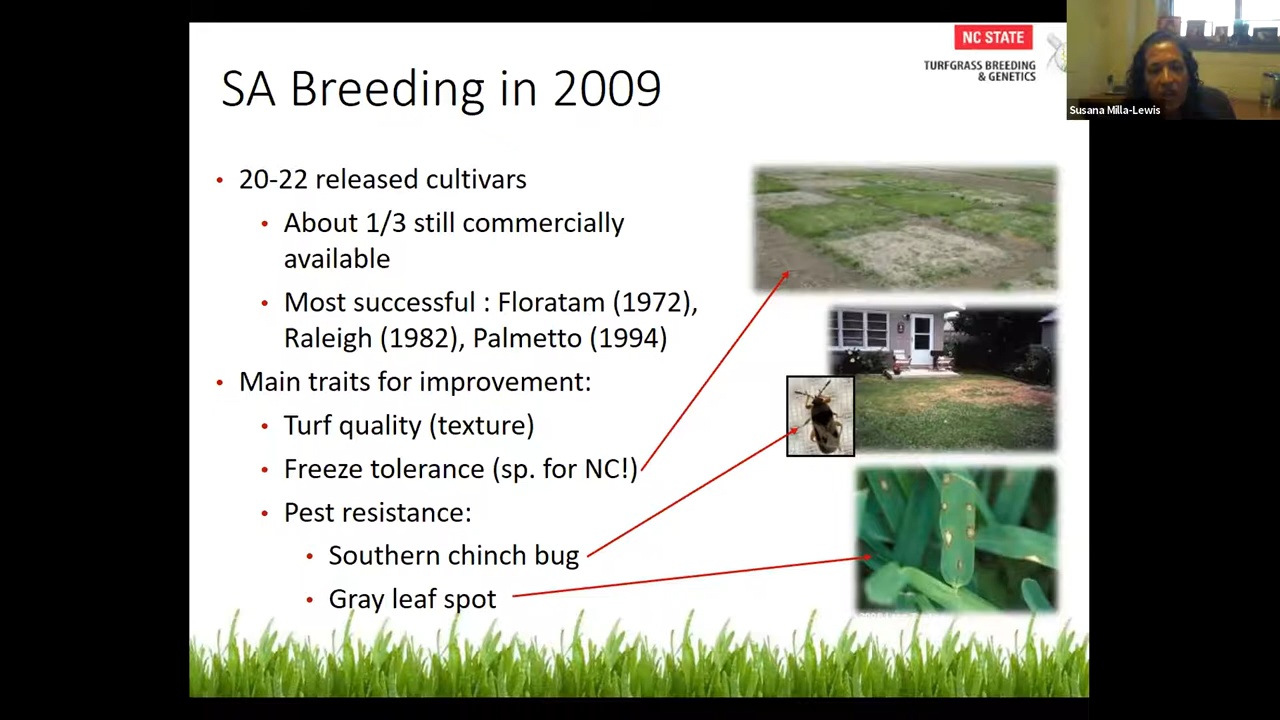 NC STATE
TURFGRASS BREEDING
& GENETICS
Susana Milla-Lewis
SA Breeding in 2009
• 20-22 released cultivars
• About 1/3 still commercially
available
• Most successful : Floratam (1972),
Raleigh (1982), Palmetto (1994)
• Main traits for improvement:
• Turf quality (texture)
• Freeze tolerance (sp. for NC!)
• Pest resistance:
• Southern chinch bug
• Gray leaf spot